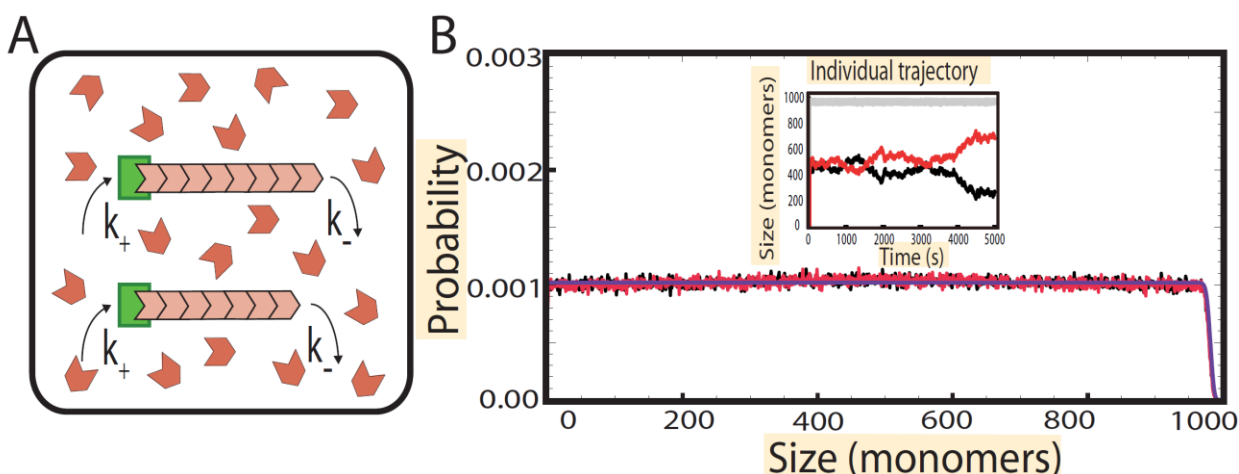 A
k+
k-
k+
k-
B
Probability
0.003
0.002
0.001
0.00
0 200 400 600 800 1000
Size (monomers)
Individual trajectory
Size (monomers)
1000
800
600
400
200
0
0 1000 2000 3000 4000 5000
Time (s)